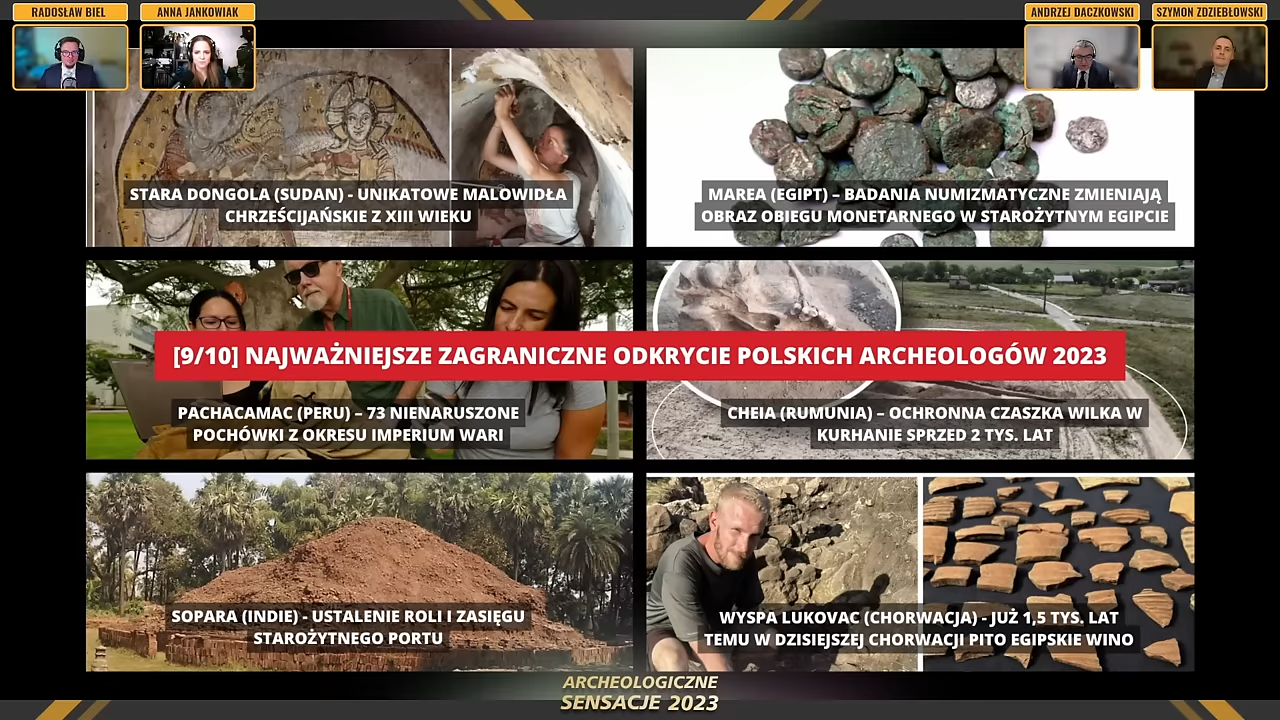 RADOSŁAW BIEL
ANNA JANKOWIAK
ANDRZEJ DACZKOWSKI
SZYMON ZDZIEBŁOWSKI
STARA DONGOLA (SUDAN) - UNIKATOWE MALOWIDŁA
CHRZEŚCIJAŃSKIE Z XIII WIEKU
MAREA (EGIPT) – BADANIA NUMIZMATYCZNE ZMIENIAJĄ
OBRAZ OBIEGU MONETARNEGO W STAROŻYTNYM EGIPCIE
[9/10] NAJWAŻNIEJSZE ZAGRANICZNE ODKRYCIE POLSKICH ARCHEOLOGÓW 2023
PACHACAMAC (PERU) – 73 NIENARUSZONE
POCHÓWKI Z OKRESU IMPERIUM WARI
CHEIA (RUMUNIA) – OCHRONNA CZASZKA WILKA W
KURHANIE SPRZED 2 TYS. LAT
SOPARA (INDIE) - USTALENIE ROLI I ZASIĘGU
STAROŻYTNEGO PORTU
WYSPA LUKOVAC (CHORWACJA) - JUŻ 1,5 TYS. LAT
TEMU W DZISIEJSZEJ CHORWACJI PITO EGIPSKIE WINO
ARCHEOLOGICZNE
SENSACJE 2023